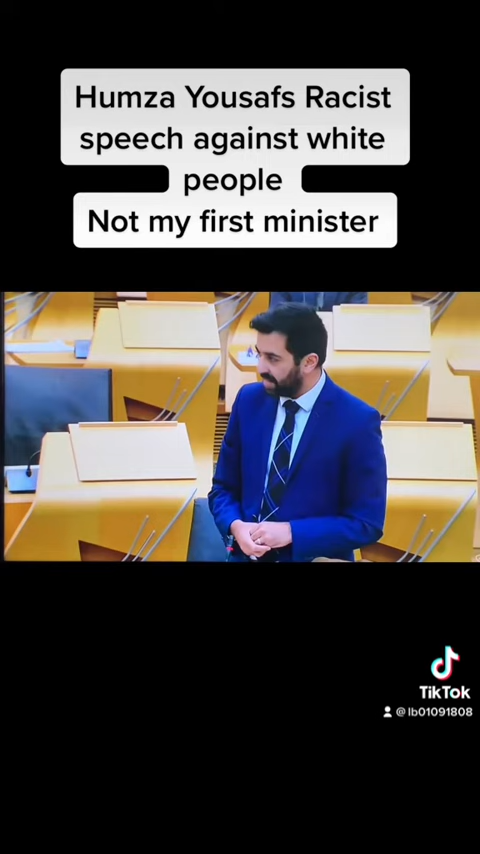 Humza Yousafs Racist
speech against white
people
Not my first minister
TikTok
@lb01091808